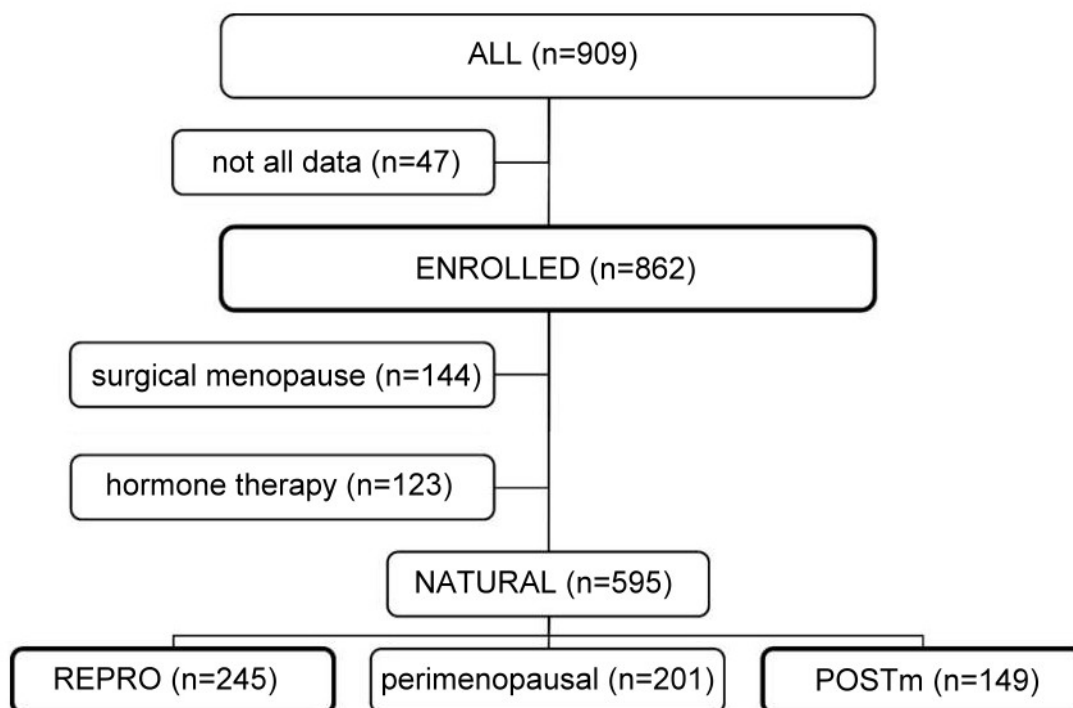 ALL (n=909)
not all data (n=47)
ENROLLED (n=862)
surgical menopause (n=144)
hormone therapy (n=123)
NATURAL (n=595)
REPRO (n=245)
perimenopausal (n=201)
POSTm (n=149)